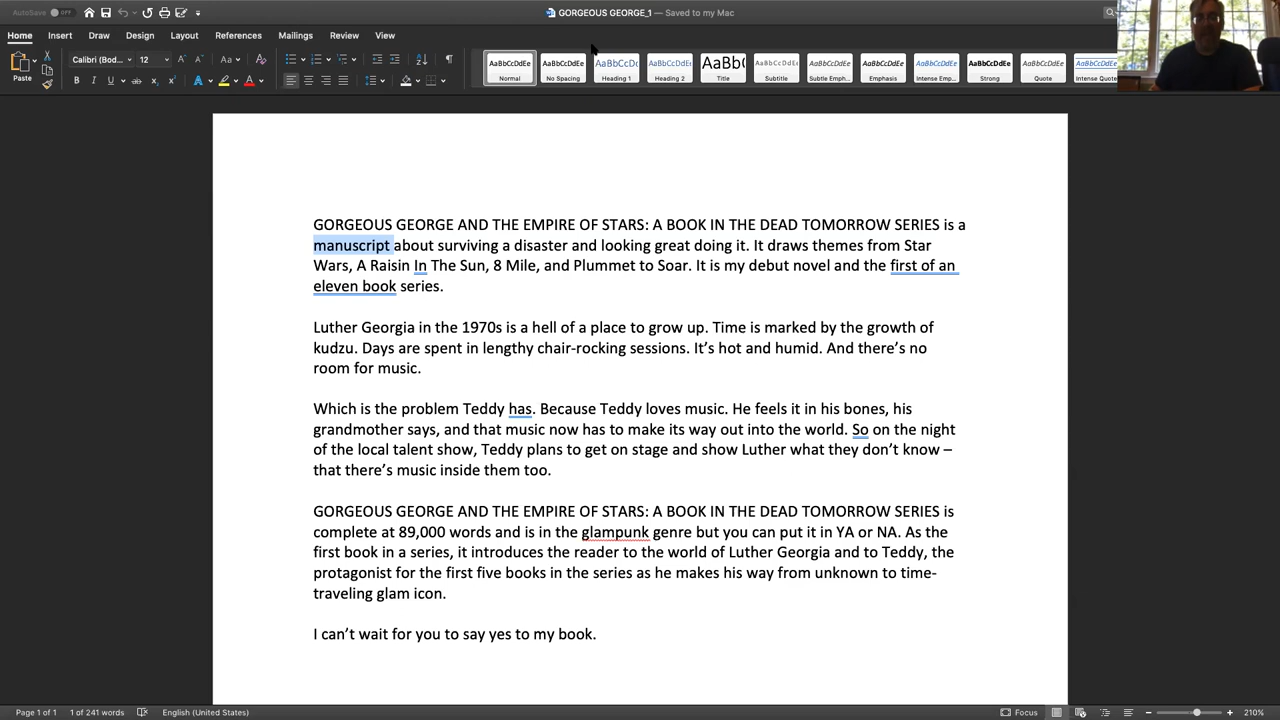 AutoSave OFF
GORGEOUS GEORGE_1 — Saved to my Mac
Home Insert Draw Design Layout References Mailings Review View
Paste
Calibri (Bod... 12
AaBbCcDdEe AaBbCcDdEe AaBbCcDc AaBbCcDdEe AaBb( AaBbCcDdEe AaBbCcDdEe AaBbCcDdEe AaBbCcDdEe AaBbCcDdEe AaBbCcDdEe AaBbCcDdEe
Normal No Spacing Heading 1 Heading 2 Title Subtitle Subtle Emph... Emphasis Intense Emp... Strong Quote Intense Quote
GORGEOUS GEORGE AND THE EMPIRE OF STARS: A BOOK IN THE DEAD TOMORROW SERIES is a
manuscript about surviving a disaster and looking great doing it. It draws themes from Star
Wars, A Raisin In The Sun, 8 Mile, and Plummet to Soar. It is my debut novel and the first of an
eleven book series.
Luther Georgia in the 1970s is a hell of a place to grow up. Time is marked by the growth of
kudzu. Days are spent in lengthy chair-rocking sessions. It’s hot and humid. And there’s no
room for music.
Which is the problem Teddy has. Because Teddy loves music. He feels it in his bones, his
grandmother says, and that music now has to make its way out into the world. So on the night
of the local talent show, Teddy plans to get on stage and show Luther what they don’t know –
that there’s music inside them too.
GORGEOUS GEORGE AND THE EMPIRE OF STARS: A BOOK IN THE DEAD TOMORROW SERIES is
complete at 89,000 words and is in the glampunk genre but you can put it in YA or NA. As the
first book in a series, it introduces the reader to the world of Luther Georgia and to Teddy, the
protagonist for the first five books in the series as he makes his way from unknown to time-
traveling glam icon.
I can’t wait for you to say yes to my book.
Page 1 of 1 1 of 241 words English (United States) Focus 210%